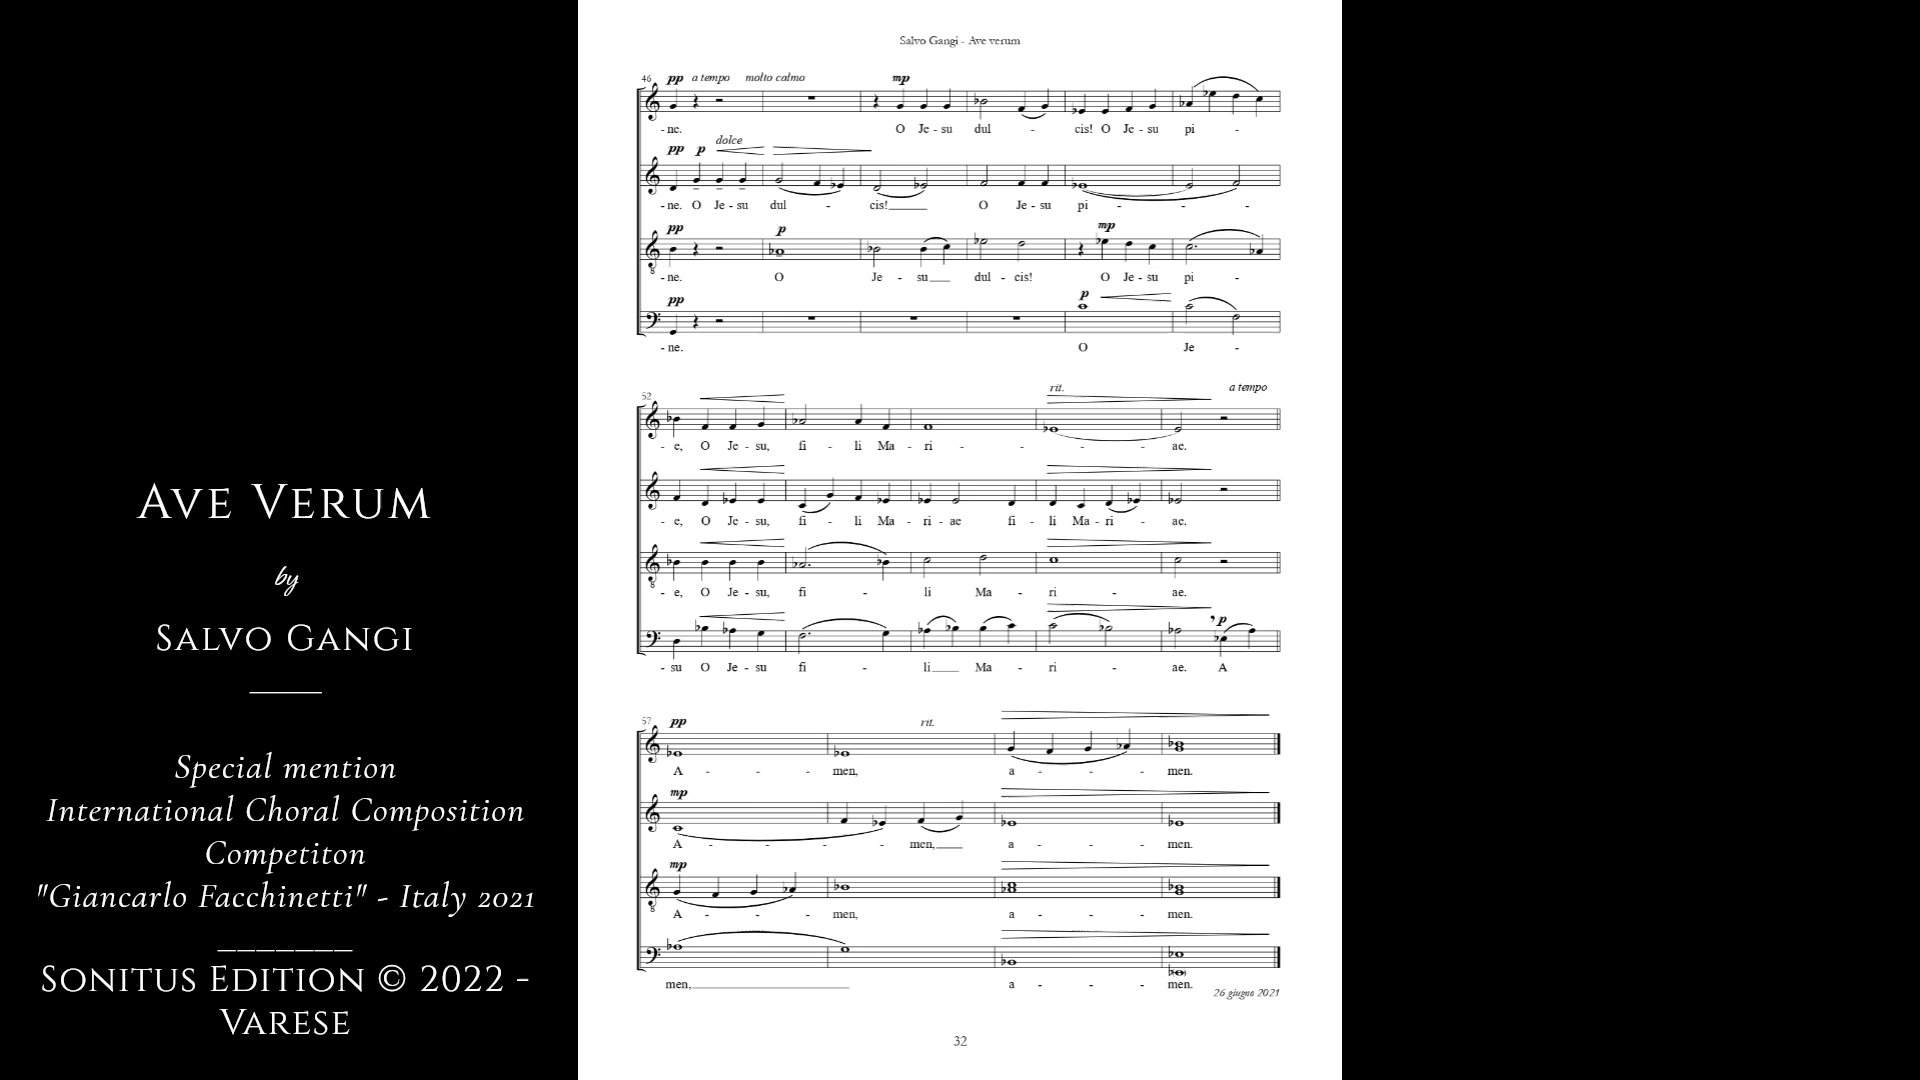 Ave Verum
by
Salvo Gangi
Special mention
International Choral Composition
Competiton
"Giancarlo Facchinetti" - Italy 2021
Sonitus Edition © 2022 -
Varese
Salvo Gangi - Ave verum
46 pp a tempo molto calmo mp
- ne. O Je - su dul - cis! O Je - su pi -
pp p dolce
- ne. O Je - su dul - cis! O Je - su pi - - -
pp p mp
- ne. O Je - su dul - cis! O Je - su pi -
8
pp p
- ne. O Je -
52 rit. a tempo
- e, O Je - su, fi - li Ma - ri - - - ae.
- e, O Je - su, fi - li Ma - ri - ae fi - li Ma - ri - ae.
- e, O Je - su, fi - li Ma - ri - ae.
8
p
- su O Je - su fi - li Ma - ri - ae. A
57 pp rit.
A - - - men, a - - men.
mp
A - - - - men, a - - men.
mp
A - - - men, a - - men.
8
men, a - - men.
26 giugno 2021
32